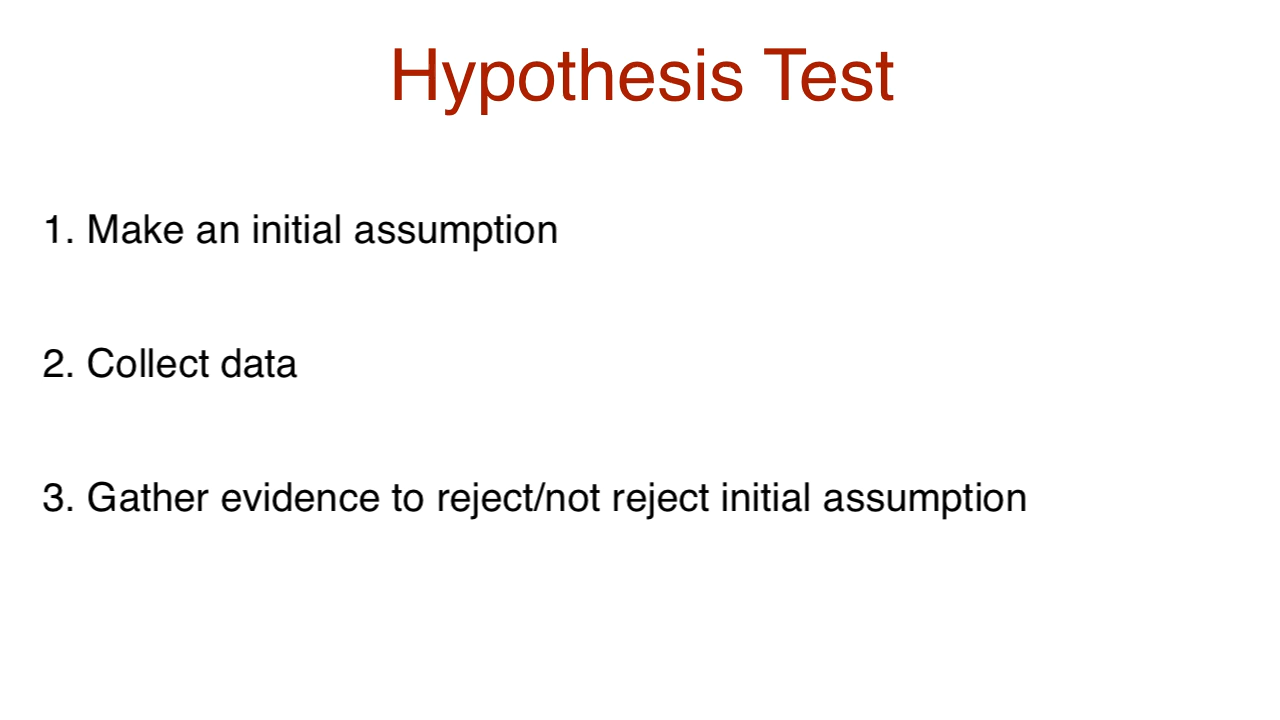 Hypothesis Test
1. Make an initial assumption
2. Collect data
3. Gather evidence to reject/not reject initial assumption